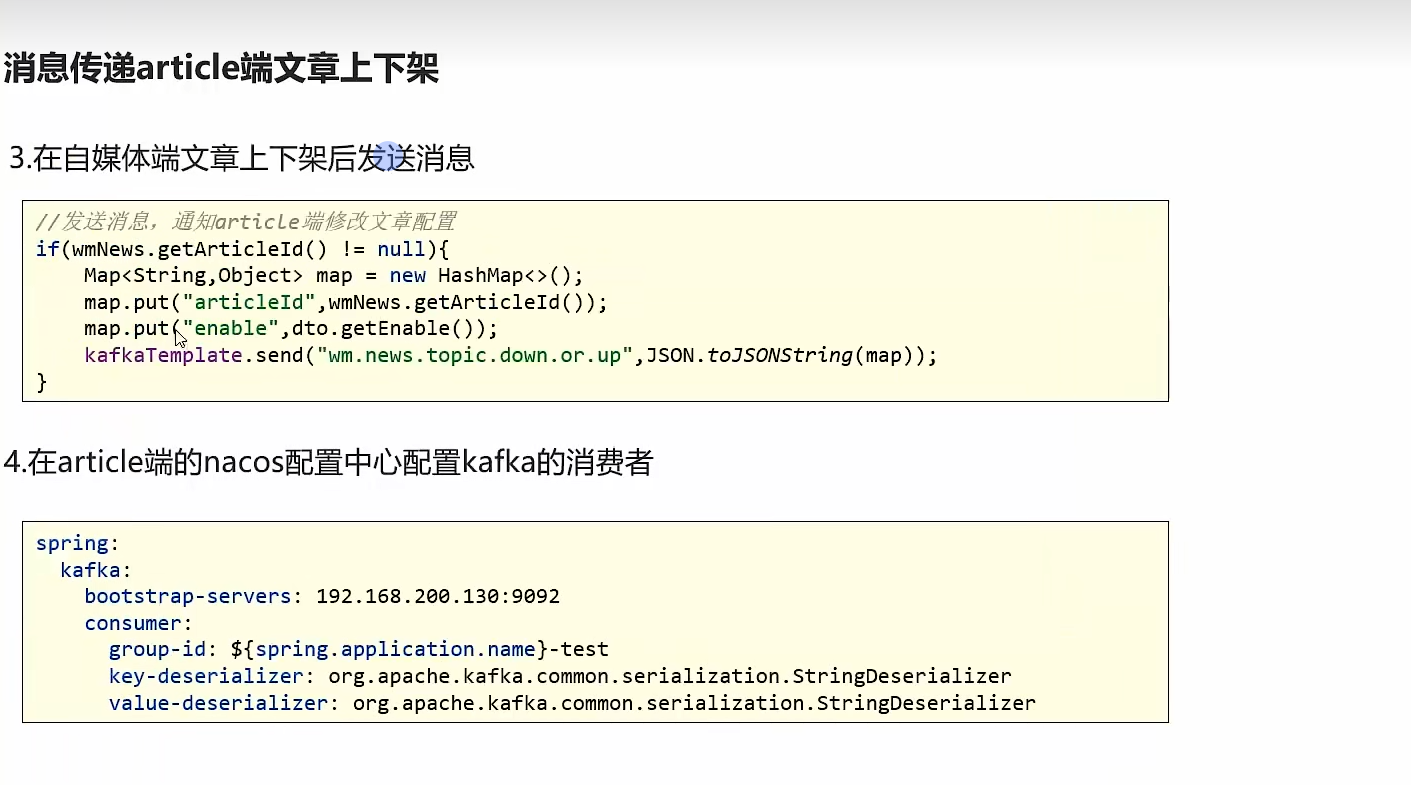 消息传递article端文章上下架
3.在自媒体端文章上下架后发送消息
//发送消息，通知article端修改文章配置
if(wmNews.getArticleId() != null){
    Map<String,Object> map = new HashMap<>();
    map.put("articleId",wmNews.getArticleId());
    map.put("enable",dto.getEnable());
    kafkaTemplate.send("wm.news.topic.down.or.up",JSON.toJSONString(map));
}
4.在article端的nacos配置中心配置kafka的消费者
spring:
  kafka:
    bootstrap-servers: 192.168.200.130:9092
    consumer:
      group-id: ${spring.application.name}-test
      key-deserializer: org.apache.kafka.common.serialization.StringDeserializer
      value-deserializer: org.apache.kafka.common.serialization.StringDeserializer